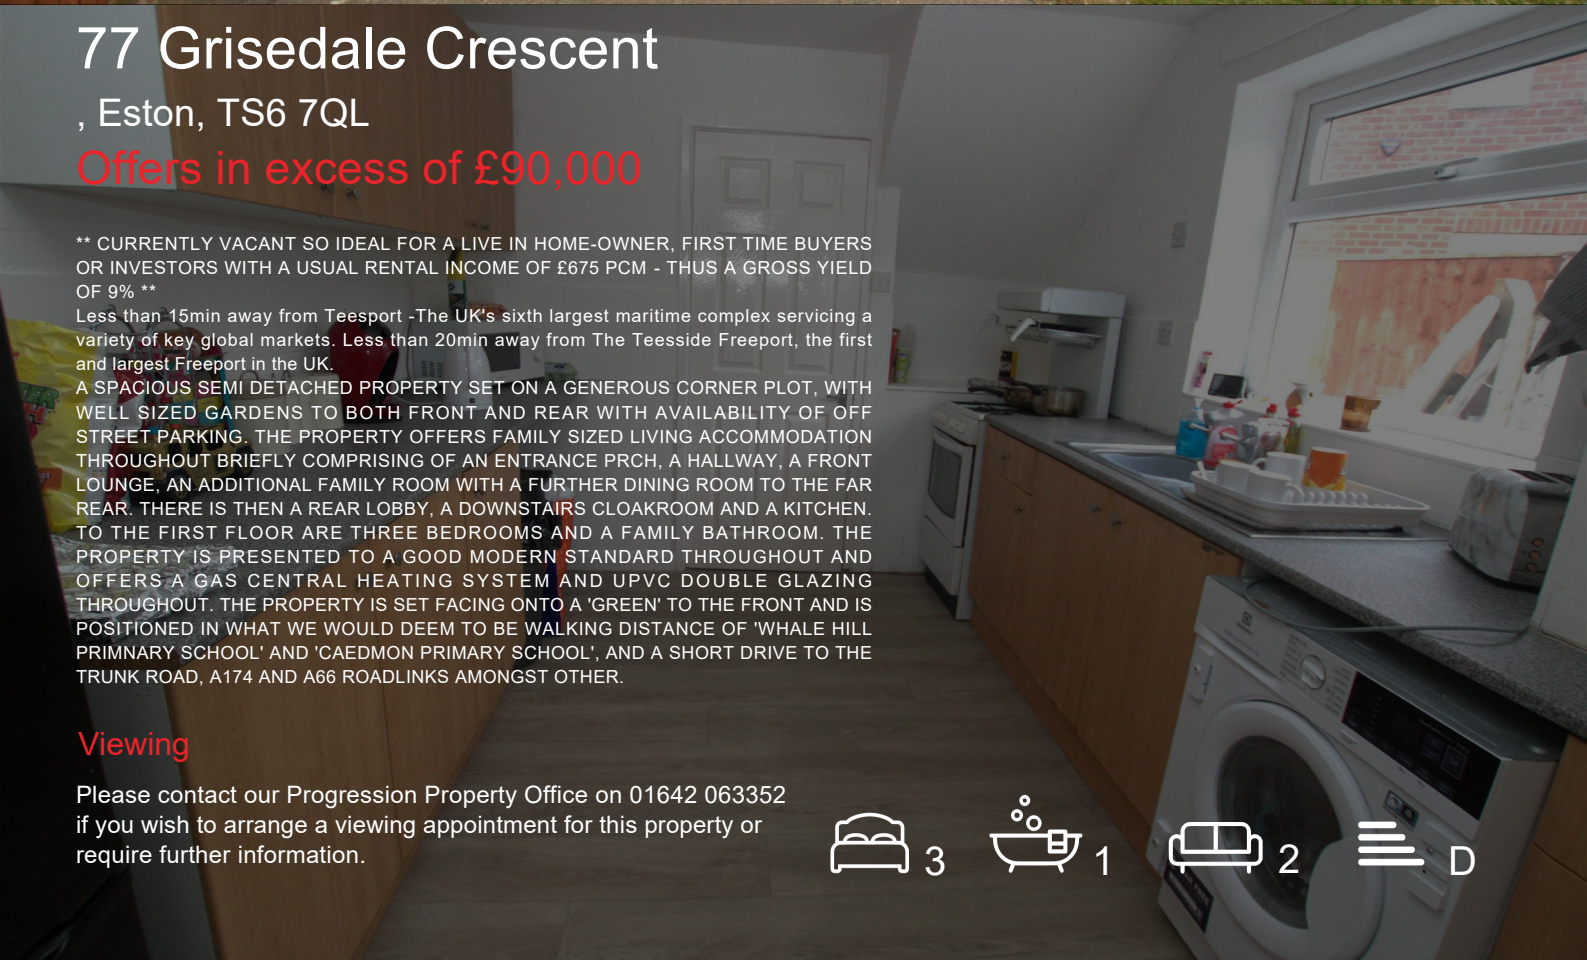 77 Grisedale Crescent
, Eston, TS6 7QL
Offers in excess of £90,000
** CURRENTLY VACANT SO IDEAL FOR A LIVE IN HOME-OWNER, FIRST TIME BUYERS
OR INVESTORS WITH A USUAL RENTAL INCOME OF £675 PCM - THUS A GROSS YIELD
OF 9% **
Less than 15min away from Teesport -The UK's sixth largest maritime complex servicing a
variety of key global markets. Less than 20min away from The Teesside Freeport, the first
and largest Freeport in the UK.
A SPACIOUS SEMI DETACHED PROPERTY SET ON A GENEROUS CORNER PLOT, WITH
WELL SIZED GARDENS TO BOTH FRONT AND REAR WITH AVAILABILITY OF OFF
STREET PARKING. THE PROPERTY OFFERS FAMILY SIZED LIVING ACCOMMODATION
THROUGHOUT BRIEFLY COMPRISING OF AN ENTRANCE PRCH, A HALLWAY, A FRONT
LOUNGE, AN ADDITIONAL FAMILY ROOM WITH A FURTHER DINING ROOM TO THE FAR
REAR. THERE IS THEN A REAR LOBBY, A DOWNSTAIRS CLOAKROOM AND A KITCHEN.
TO THE FIRST FLOOR ARE THREE BEDROOMS AND A FAMILY BATHROOM. THE
PROPERTY IS PRESENTED TO A GOOD MODERN STANDARD THROUGHOUT AND
OFFERS A GAS CENTRAL HEATING SYSTEM AND UPVC DOUBLE GLAZING
THROUGHOUT. THE PROPERTY IS SET FACING ONTO A 'GREEN' TO THE FRONT AND IS
POSITIONED IN WHAT WE WOULD DEEM TO BE WALKING DISTANCE OF 'WHALE HILL
PRIMNARY SCHOOL' AND 'CAEDMON PRIMARY SCHOOL', AND A SHORT DRIVE TO THE
TRUNK ROAD, A174 AND A66 ROADLINKS AMONGST OTHER.
Viewing
Please contact our Progression Property Office on 01642 063352
if you wish to arrange a viewing appointment for this property or
require further information.
3 1 2 D